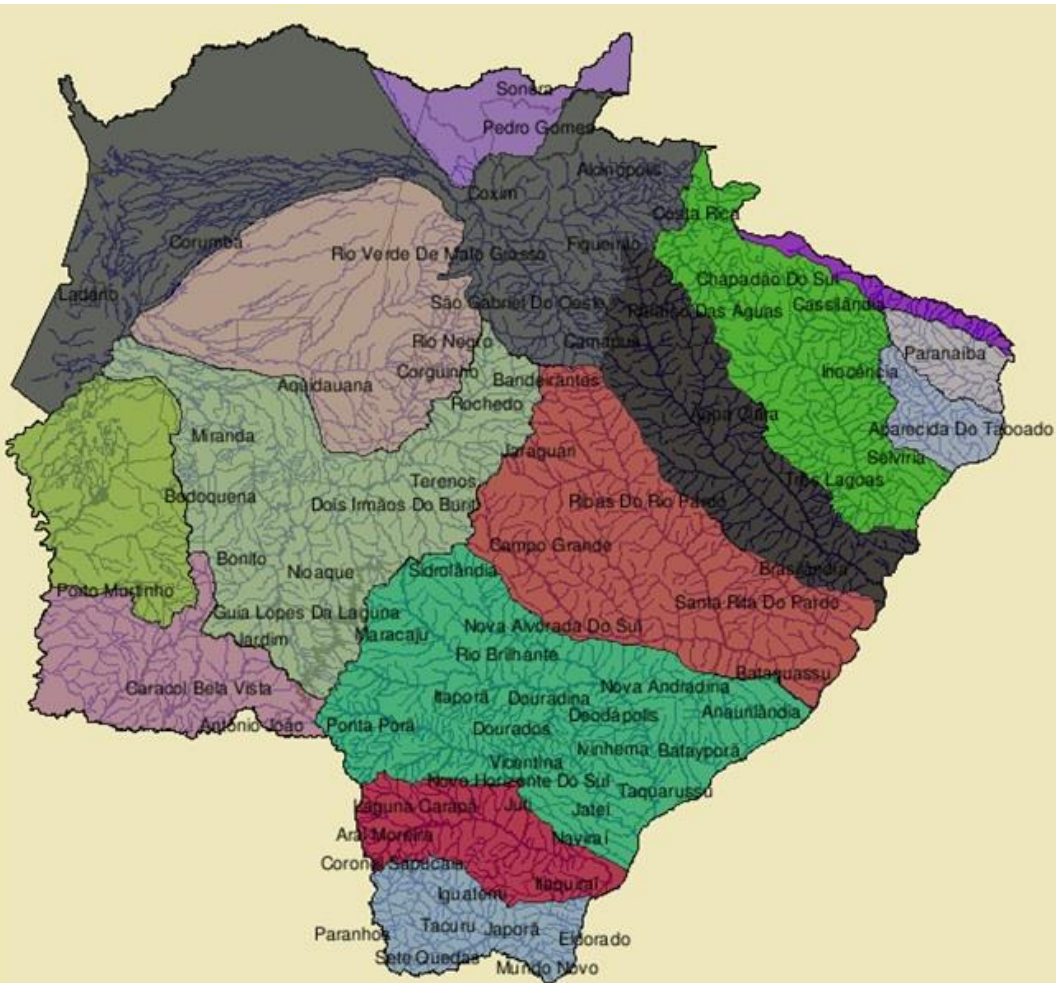 Sonora
Pedro Gomes
Alcinópolis
Coxim
Costa Rica
Corumbá
Figueirão
Rio Verde De Mato Grosso
Chapadão Do Sul
Ladário
São Gabriel Do Oeste
Paraíso Das Águas
Cassilândia
Rio Negro
Camapuã
Paranaíba
Corguinho
Inocência
Aquidauana
Bandeirantes
Rochedo
Água Clara
Aparecida Do Taboado
Miranda
Jaraguari
Selvíria
Terenos
Três Lagoas
Bodoquena
Dois Irmãos Do Buriti
Ribas Do Rio Pardo
Campo Grande
Bonito
Nioaque
Sidrolândia
Brasilândia
Porto Murtinho
Santa Rita Do Pardo
Guia Lopes Da Laguna
Nova Alvorada Do Sul
Jardim
Maracaju
Rio Brilhante
Bataguassu
Caracol Bela Vista
Nova Andradina
Itaporã
Douradina
Deodápolis
Anaurilândia
Antônio João
Ponta Porã
Dourados
Ivinhema
Batayporã
Vicentina
Novo Horizonte Do Sul
Taquarussu
Laguna Carapã
Juti
Jateí
Aral Moreira
Naviraí
Coronel Sapucaia
Itaquiraí
Iguatemi
Paranhos
Tacuru
Japorã
Eldorado
Sete Quedas
Mundo Novo